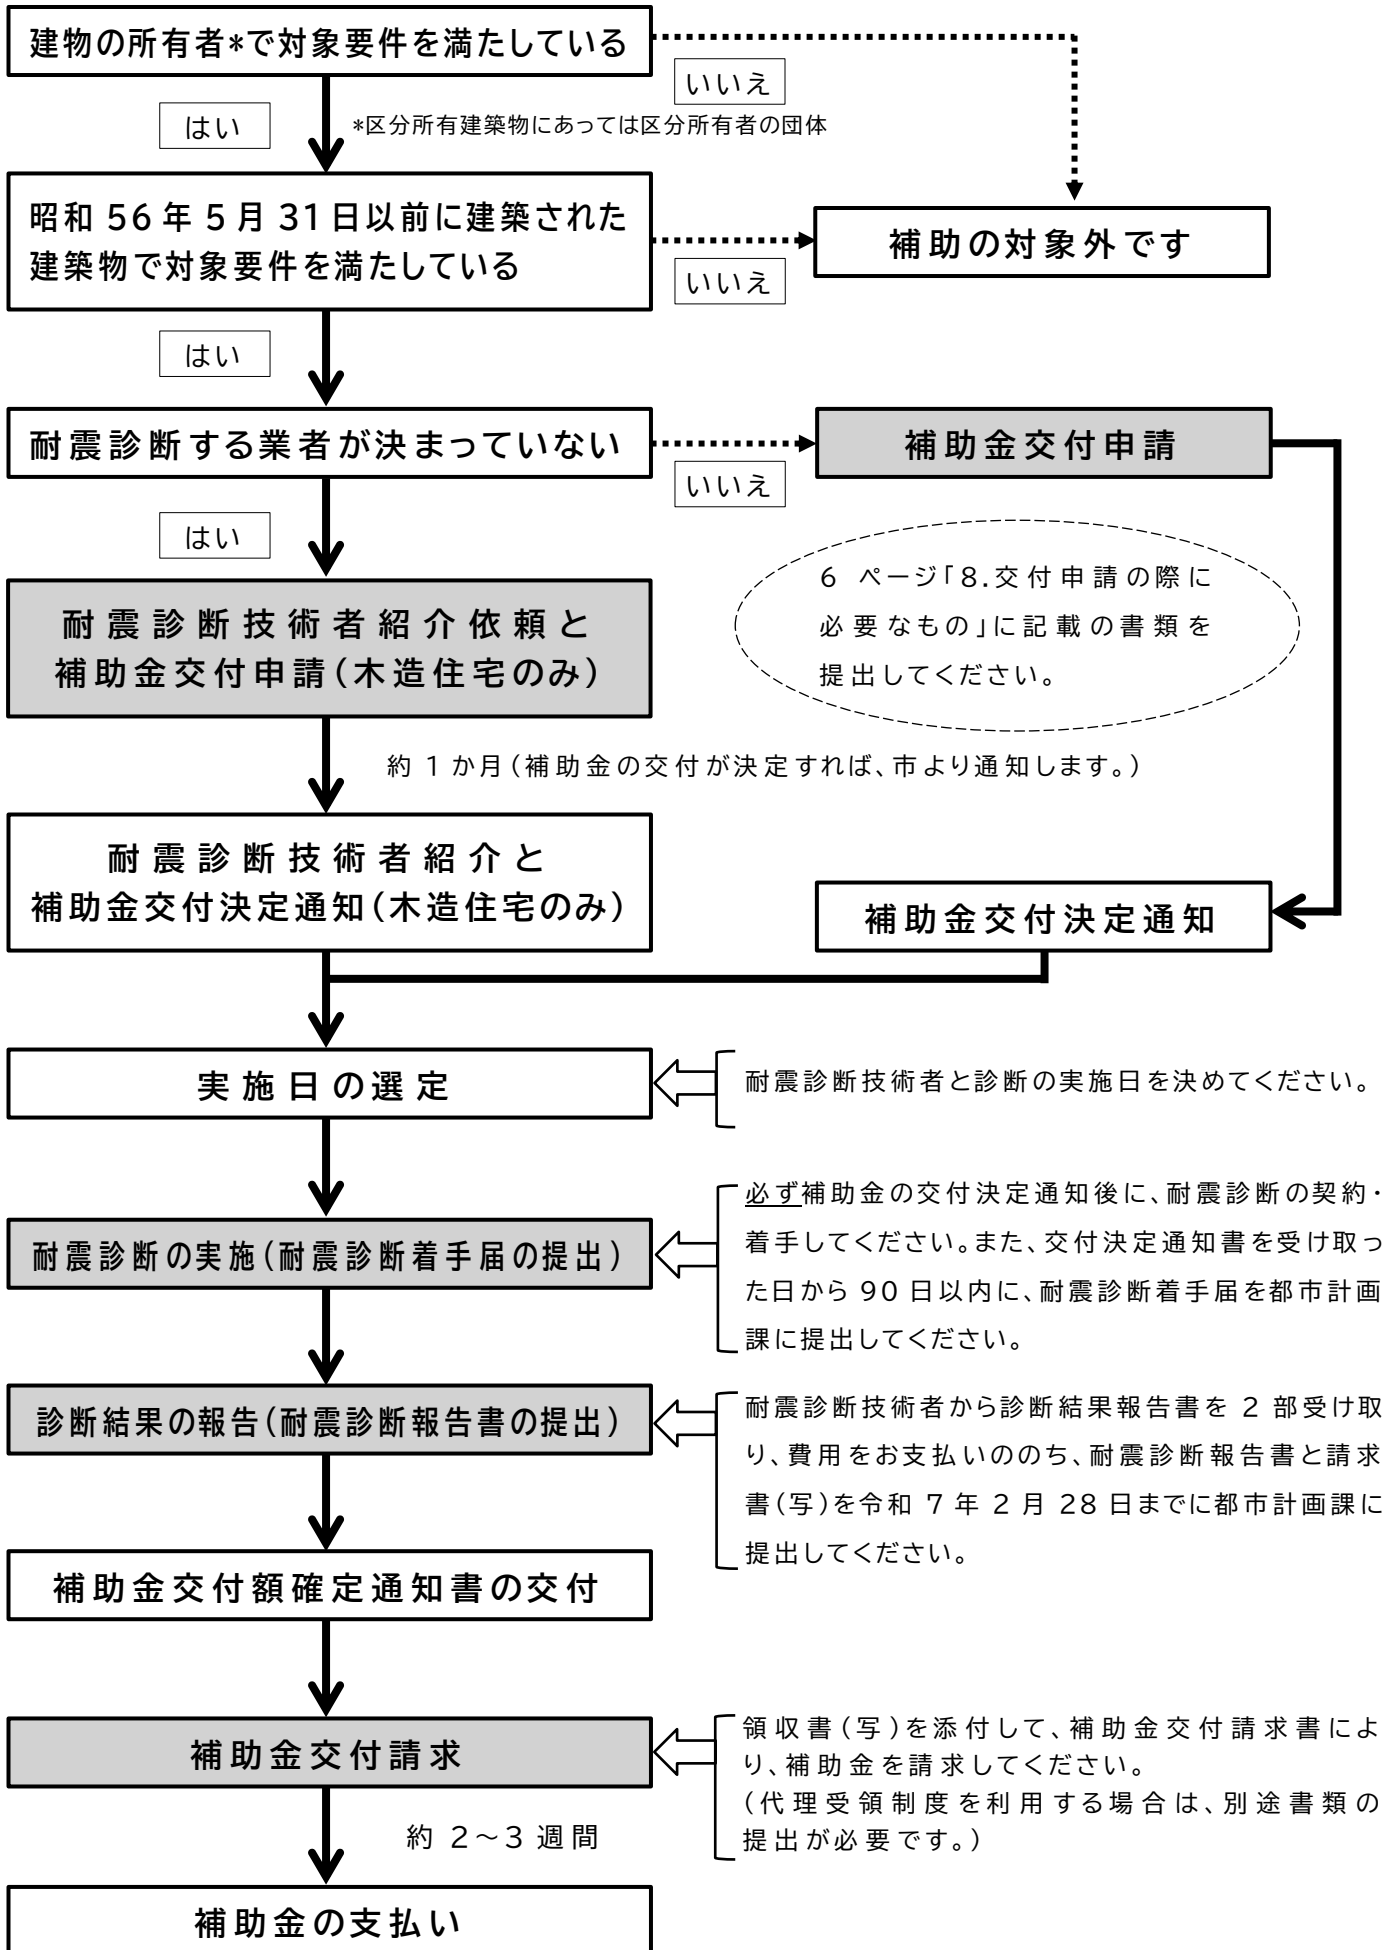 建物の所有者*で対象要件を満たしている
いいえ
はい
*区分所有建築物にあっては区分所有者の団体
昭和 56 年 5 月 31 日以前に建築された
建築物で対象要件を満たしている
補助の対象外です
いいえ
はい
耐震診断する業者が決まっていない
補助金交付申請
いいえ
はい
6 ページ「8.交付申請の際に
必要なもの」に記載の書類を
提出してください。
耐震診断技術者紹介依頼と
補助金交付申請(木造住宅のみ)
約 1 か月(補助金の交付が決定すれば、市より通知します。)
耐震診断技術者紹介と
補助金交付決定通知(木造住宅のみ)
補助金交付決定通知
実施日の選定
耐震診断技術者と診断の実施日を決めてください。
耐震診断の実施(耐震診断着手届の提出)
必ず補助金の交付決定通知後に、耐震診断の契約・
着手してください。また、交付決定通知書を受け取っ
た日から 90 日以内に、耐震診断着手届を都市計画
課に提出してください。
診断結果の報告(耐震診断報告書の提出)
耐震診断技術者から診断結果報告書を 2 部受け取
り、費用をお支払いののち、耐震診断報告書と請求
書(写)を令和 7 年 2 月 28 日までに都市計画課に
提出してください。
補助金交付額確定通知書の交付
補助金交付請求
領収書(写)を添付して、補助金交付請求書によ
り、補助金を請求してください。
(代理受領制度を利用する場合は、別途書類の
提出が必要です。)
約 2～3 週間
補助金の支払い